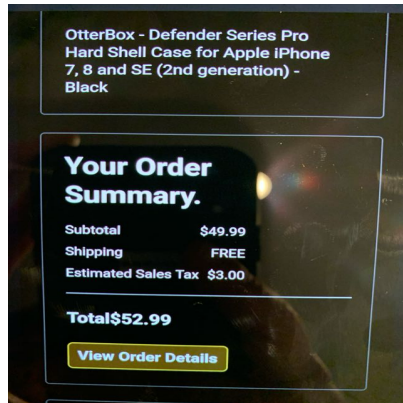 OtterBox - Defender Series Pro
Hard Shell Case for Apple iPhone
7, 8 and SE (2nd generation) -
Black
Your Order
Summary.
Subtotal $49.99
Shipping FREE
Estimated Sales Tax $3.00
Total$52.99
View Order Details